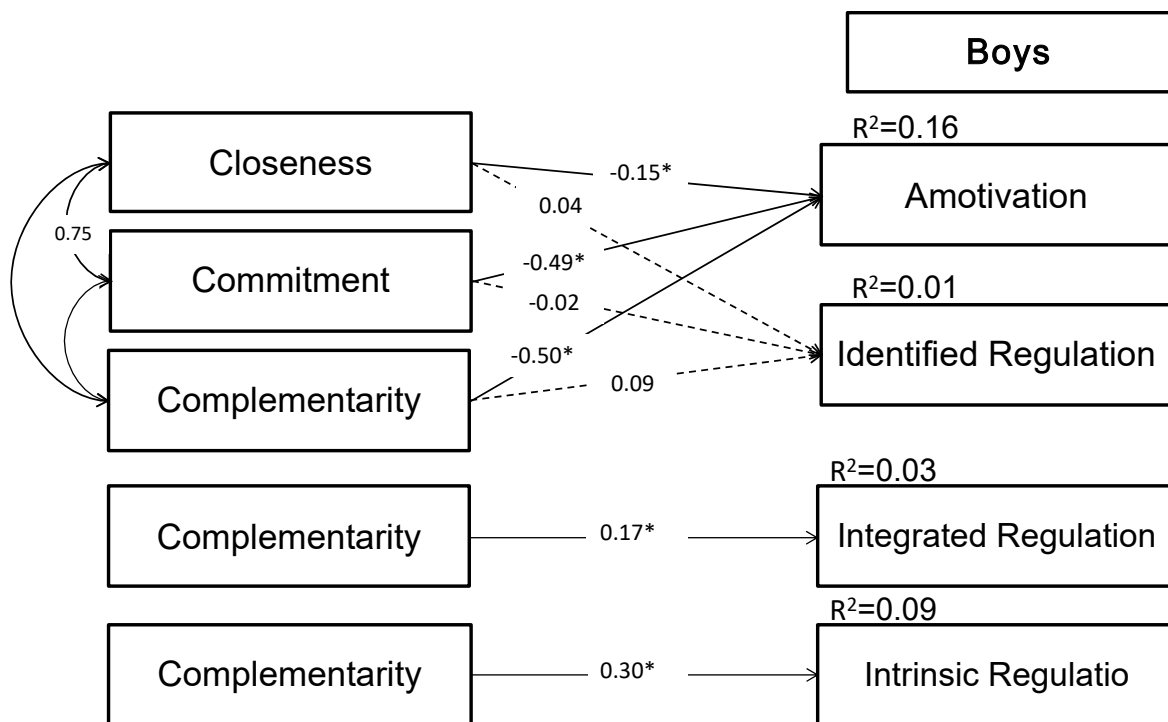 Boys
R²=0.16
Closeness
-0.15*
Amotivation
0.04
0.75
Commitment
-0.49*
-0.02
R²=0.01
Identified Regulation
-0.50*
0.09
Complementarity
R²=0.03
Complementarity
0.17*
Integrated Regulation
R²=0.09
Complementarity
0.30*
Intrinsic Regulatio